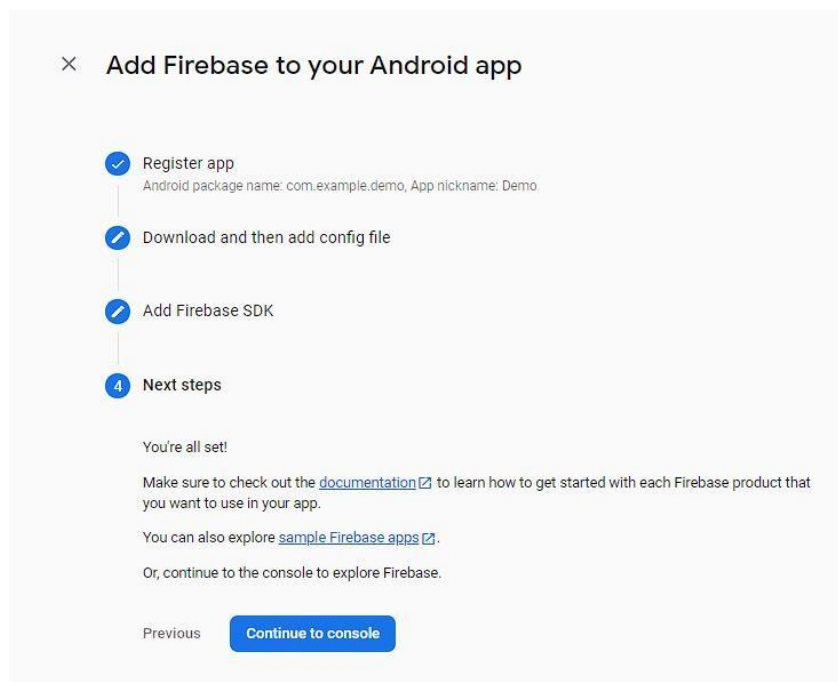 Add Firebase to your Android app
Register app
Android package name: com.example.demo, App nickname: Demo
Download and then add config file
Add Firebase SDK
4 Next steps
You're all set!
Make sure to check out the documentation to learn how to get started with each Firebase product that
you want to use in your app.
You can also explore sample Firebase apps.
Or, continue to the console to explore Firebase.
Previous Continue to console